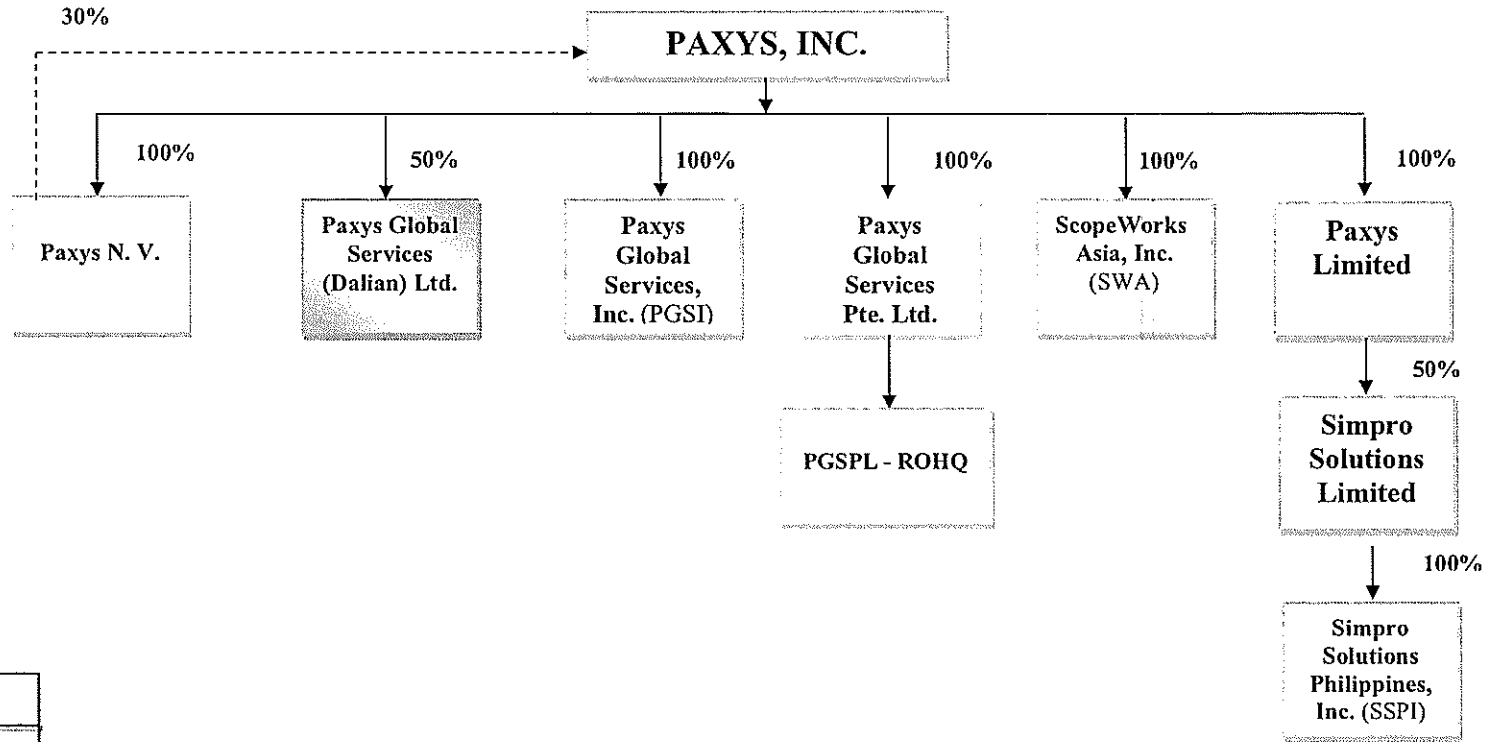 30%
PAXYS, INC.
100%
50%
100%
100%
100%
100%
Paxys N. V.
Paxys Global
Services
(Dalian) Ltd.
Paxys
Global
Services,
Inc. (PGSI)
Paxys
Global
Services
Pte. Ltd.
ScopeWorks
Asia, Inc.
(SWA)
Paxys
Limited
50%
PGSPL - ROHQ
Simpro
Solutions
Limited
100%
Simpro
Solutions
Philippines,
Inc. (SSPI)